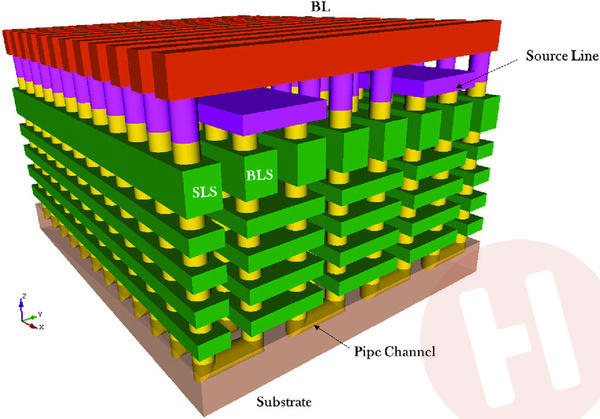 BL
Source Line
SLS
BLS
Z
Y
X
Pipe Channel
Substrate
H